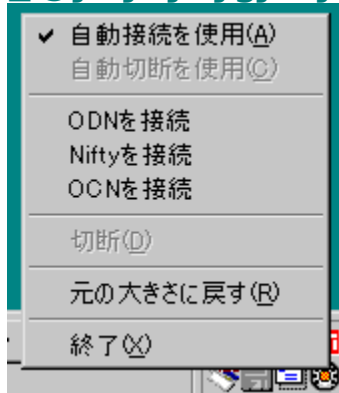 自動接続を使用(A)
自動切断を使用(C)
ODNを接続
Niftyを接続
OCNを接続
切断(D)
元の大きさに戻す(R)
終了(X)